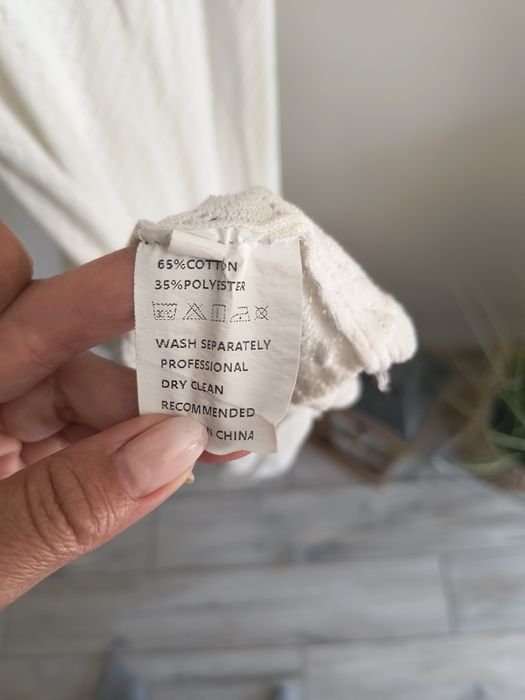 65%COTTON
35%POLYESTER
WASH SEPARATELY
PROFESSIONAL
DRY CLEAN
RECOMMENDED
CHINA